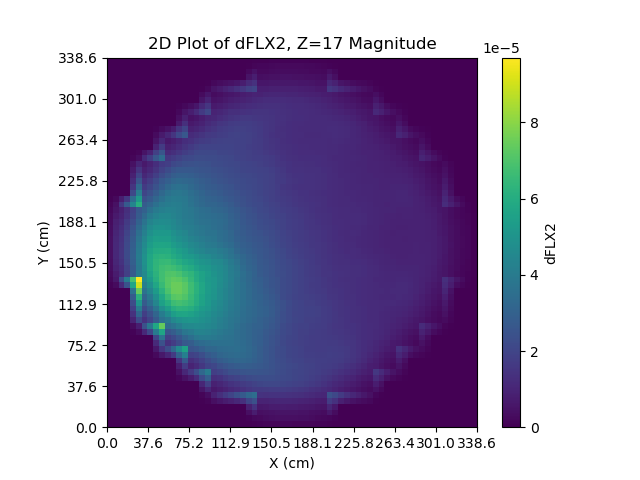 2D Plot of dFLX2, Z=17 Magnitude
1e−5
338.6
301.0
263.4
225.8
188.1
150.5
112.9
75.2
37.6
0.0
Y (cm)
0.0 37.6 75.2 112.9 150.5 188.1 225.8 263.4 301.0 338.6
X (cm)
8
6
4
2
0
dFLX2